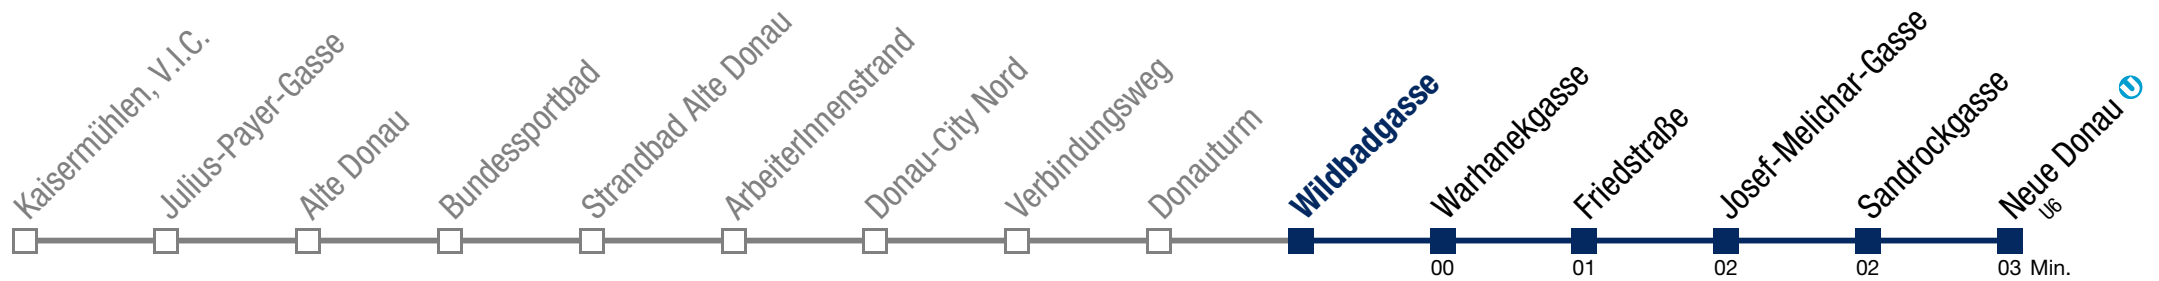 Kaisermühlen, V.I.C.
Julius-Payer-Gasse
Alte Donau
Bundessportbad
Strandbad Alte Donau
ArbeiterInnenstrand
Donau-City Nord
Verbindungsweg
Donauturm
Wildbadgasse
Warhanekgasse
Friedstraße
Josef-Melichar-Gasse
Sandrockgasse
Neue Donau
U6
00 01 02 02 03 Min.